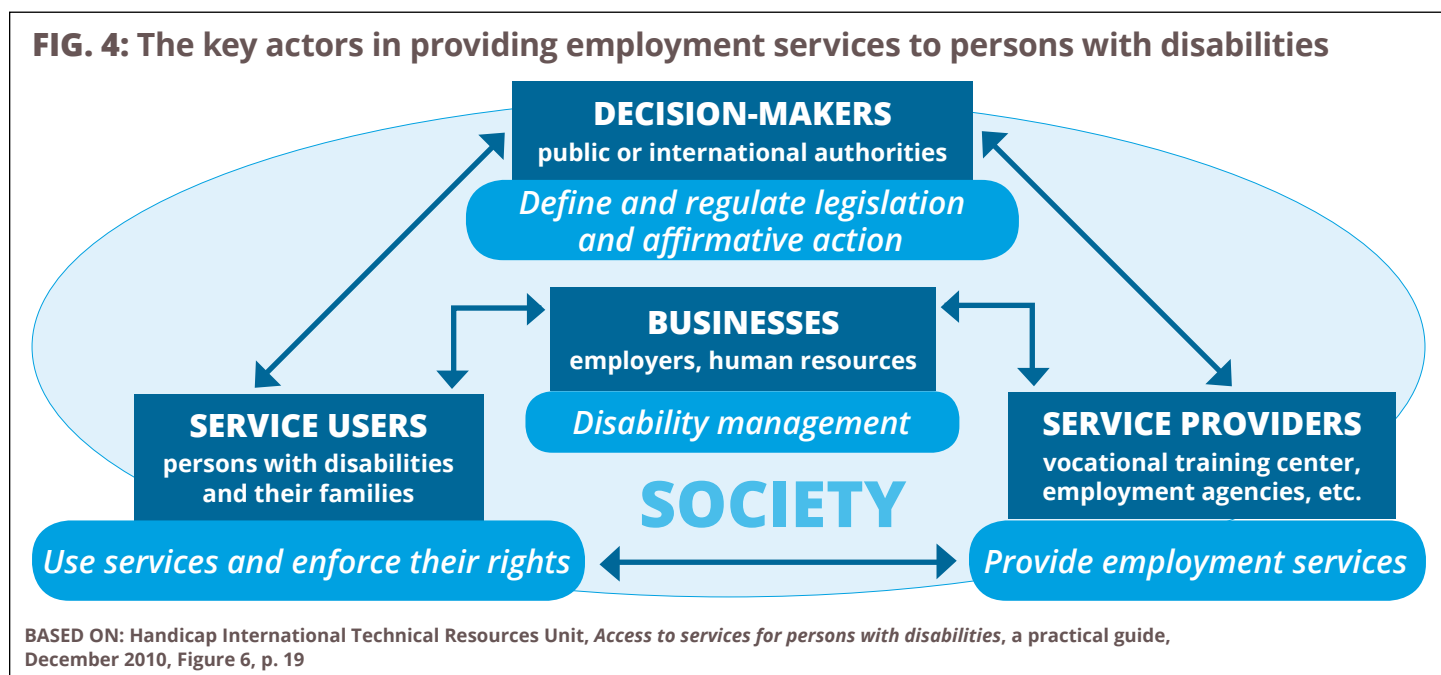 FIG. 4: The key actors in providing employment services to persons with disabilities
DECISION-MAKERS
public or international authorities
Define and regulate legislation
and affirmative action
BUSINESSES
employers, human resources
Disability management
SERVICE USERS
persons with disabilities
and their families
Use services and enforce their rights
SOCIETY
SERVICE PROVIDERS
vocational training center,
employment agencies, etc.
Provide employment services
BASED ON: Handicap International Technical Resources Unit, Access to services for persons with disabilities, a practical guide,
December 2010, Figure 6, p. 19